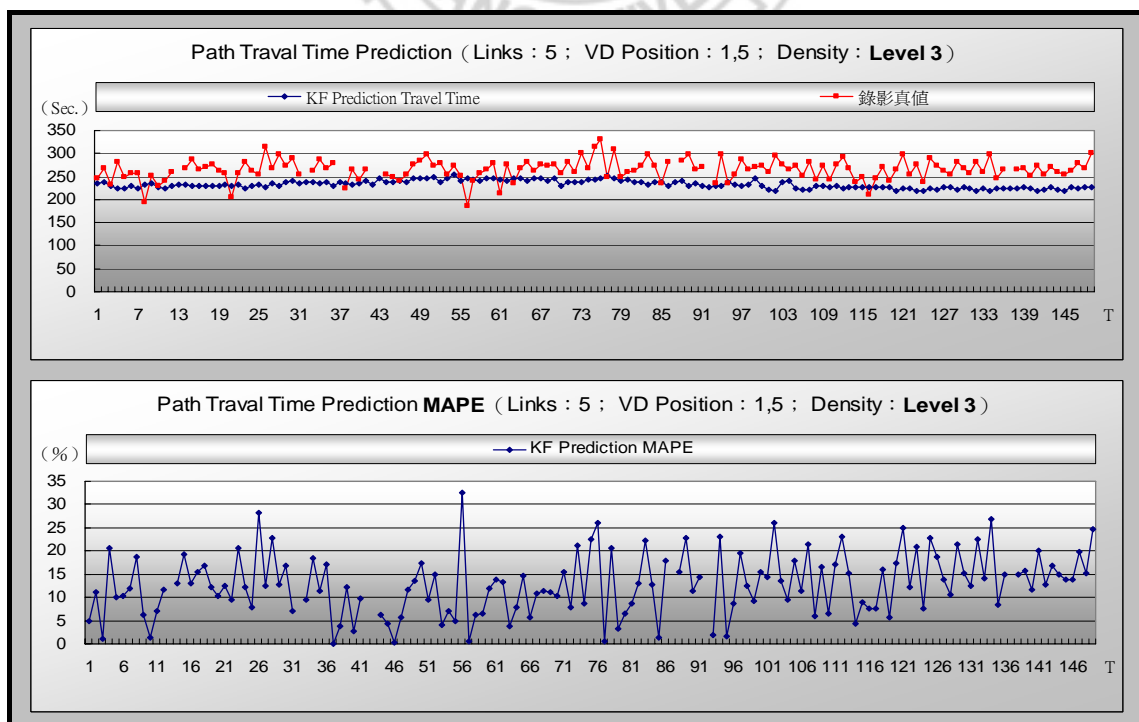 Path Traval Time Prediction（Links：5； VD Position：1,5； Density：Level 3）
KF Prediction Travel Time 錄影真值
(Sec.)
350
300
250
200
150
100
50
0
1 7 13 19 25 31 37 43 49 55 61 67 73 79 85 91 97 103 109 115 121 127 133 139 145 T
Path Traval Time Prediction MAPE（Links：5； VD Position：1,5； Density：Level 3）
KF Prediction MAPE
(%)
35
30
25
20
15
10
5
0
1 6 11 16 21 26 31 36 41 46 51 56 61 66 71 76 81 86 91 96 101 106 111 116 121 126 131 136 141 146 T